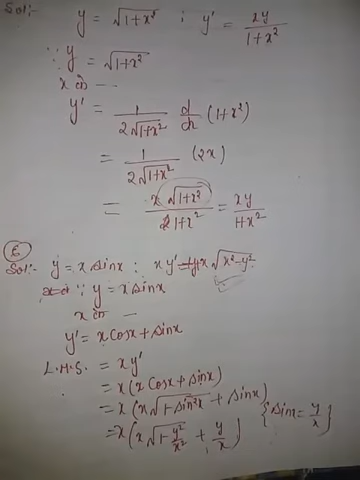 Sol:- y = √1+x² ; y' = xy / 1+x²
∵ y = √1+x²
y' = 1 / 2√1+x² d/dx (1+x²)
= 1 / 2√1+x² (2x)
= x √1+x² / 1+x² = xy / 1+x²
Sol:- y = x sinx : xy' = y+x √x²-y²
∵ y = x sinx
y' = x cosx + sinx
L.H.S. = xy'
= x (x cosx + sinx)
= x (x √1-sin²x + sinx)
= x (x √1-y²/x² + y/x) {sinx = y/x}